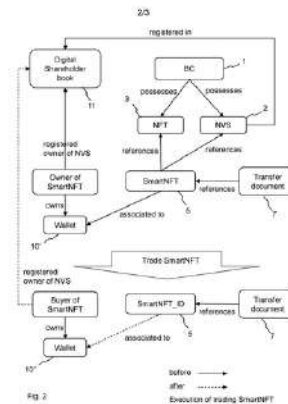 2/3
registered in
Digital
Shareholder
book
11
BC
1
possesses
possesses
3
NFT
NVS
2
registered
owner of NVS
references
references
Owner of
SmartNFT
SmartNFT
5
references
Transfer
document
7
owns
associated to
Wallet
10'
Trade SmartNFT
registered
owner of NVS
Buyer of
SmartNFT
SmartNFT_ID
6
references
Transfer
document
7
owns
associated to
Wallet
10"
before
after
Fig. 2
Execution of trading SmartNFT